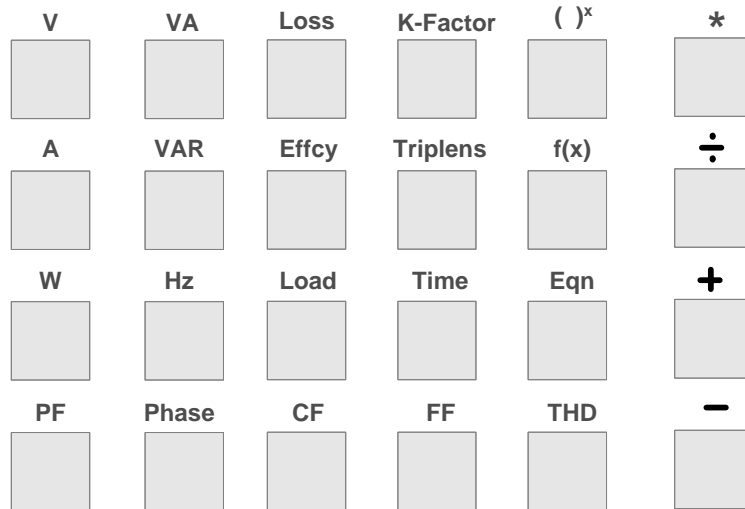 V VA Loss K-Factor ( )ˣ *
A VAR Effcy Triplens f(x) ÷
W Hz Load Time Eqn +
PF Phase CF FF THD −